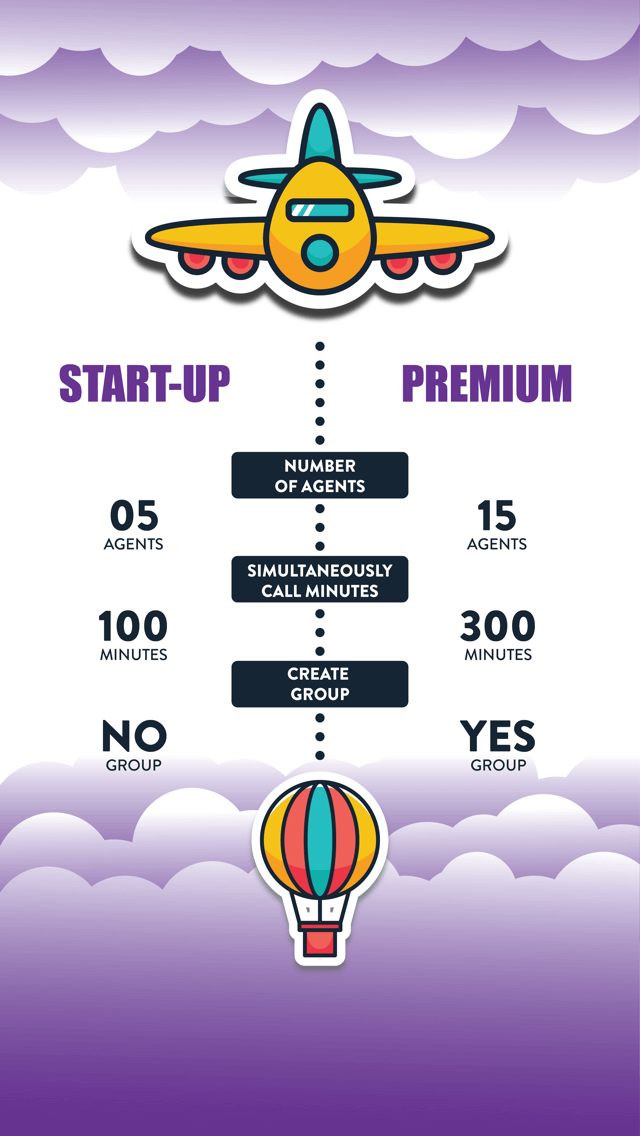 START-UP
PREMIUM
NUMBER
OF AGENTS
05
AGENTS
15
AGENTS
SIMULTANEOUSLY
CALL MINUTES
100
MINUTES
300
MINUTES
CREATE
GROUP
NO
GROUP
YES
GROUP